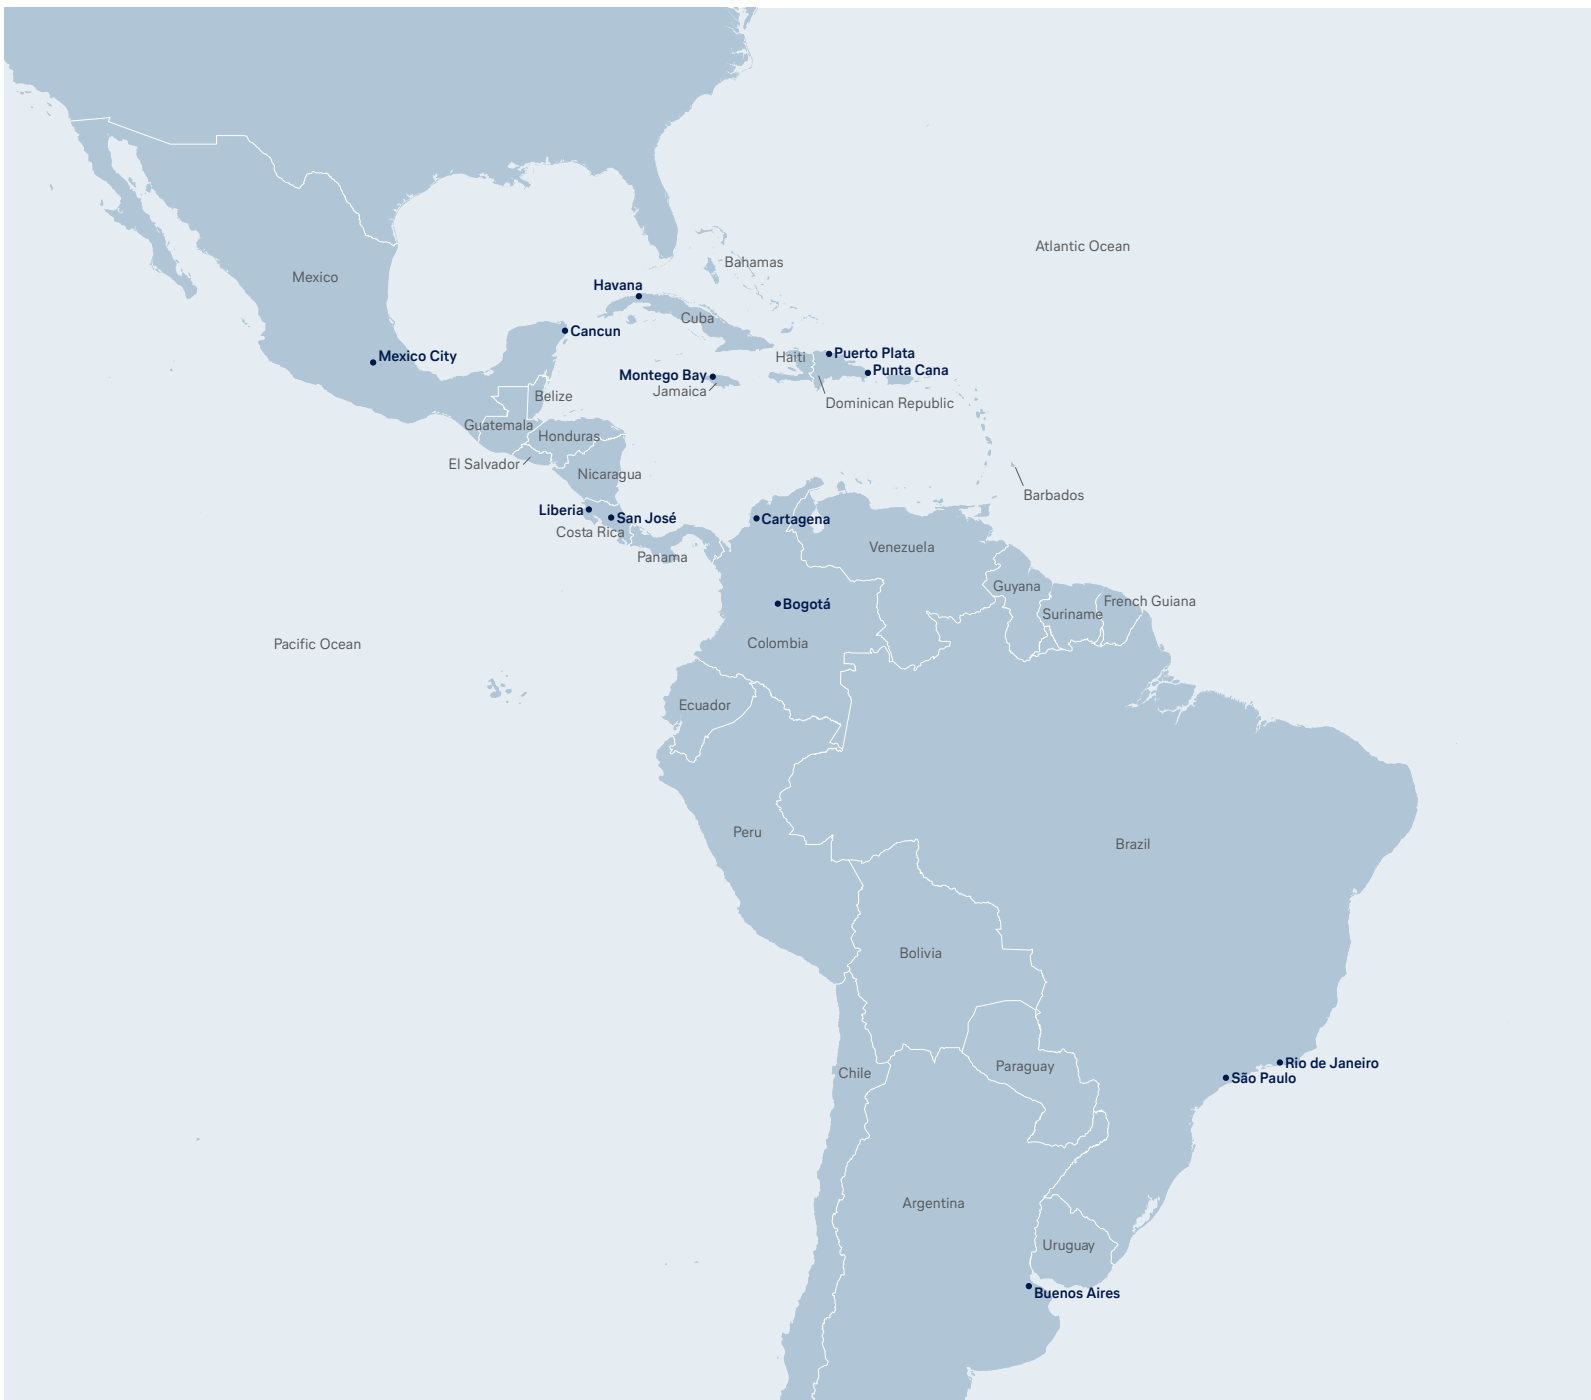 Atlantic Ocean
Bahamas
Mexico
Havana
Cuba
Cancun
Mexico City
Haiti
Puerto Plata
Punta Cana
Montego Bay
Jamaica
Belize
Dominican Republic
Guatemala
Honduras
El Salvador
Nicaragua
Barbados
Liberia
San José
Cartagena
Costa Rica
Panama
Venezuela
Guyana
French Guiana
Bogotá
Suriname
Colombia
Pacific Ocean
Ecuador
Peru
Brazil
Bolivia
Rio de Janeiro
Paraguay
Chile
São Paulo
Argentina
Uruguay
Buenos Aires